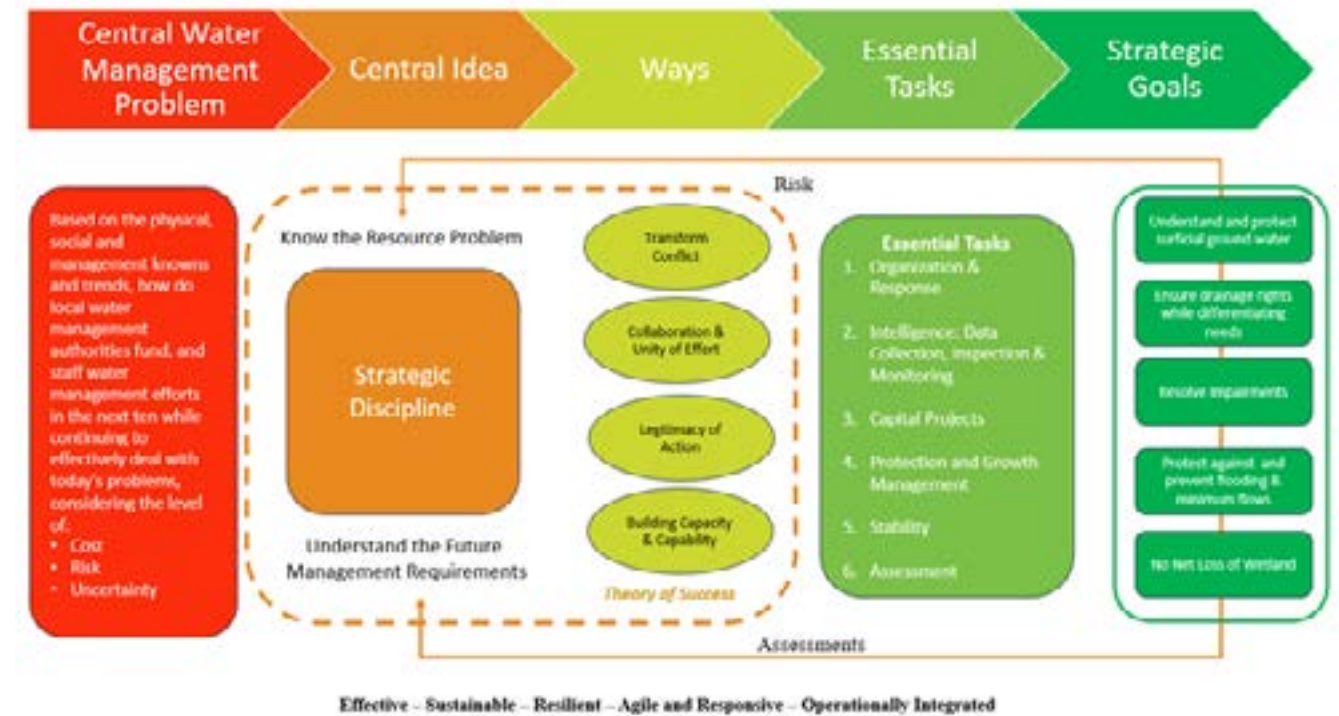 Central Water
Management
Problem
Central Idea
Ways
Essential
Tasks
Strategic
Goals
Risk
Based on the physical,
social and
management knowns
and trends, how do
local water
management
authorities fund, and
staff water
management efforts
in the next ten while
continuing to
effectively deal with
today's problems,
considering the level
of:
• Cost
• Risk
- Uncertainty
Know the Resource Problem
Strategic
Discipline
Understand the Future
Management Requirements
Transform
Conflict
Collaboration &
Unity of Effort
Legitimacy of
Action
Building Capacity
& Capability
Theory of Success
Essential Tasks
1. Organization &
Response
2. Intelligence: Data
Collection, Inspection &
Monitoring
3. Capital Projects
4. Protection and Growth
Management
5. Stability
6. Assessment
Understand and protect
surficial ground water
Ensure drainage rights
while differentiating
needs
Resolve Impairments
Protect against and
prevent flooding &
minimum flows
No Net Loss of Wetland
Assessments
Effective – Sustainable – Resilient – Agile and Responsive – Operationally Integrated